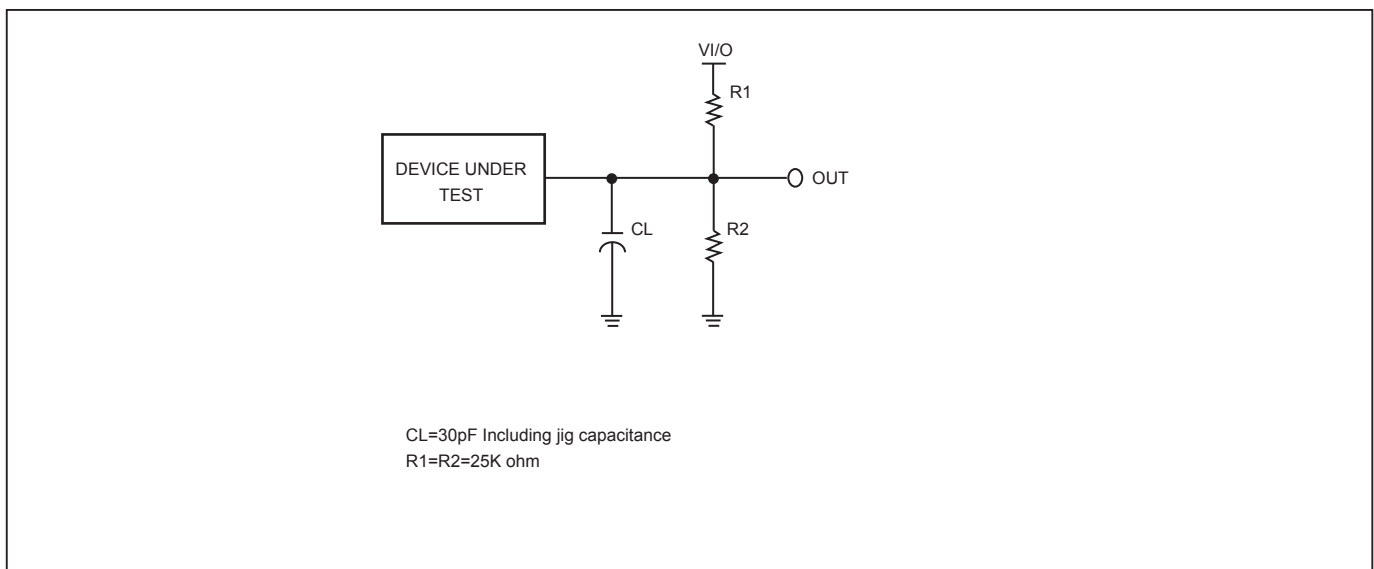 VI/O
R1
DEVICE UNDER
TEST
OUT
CL
R2
CL=30pF Including jig capacitance
R1=R2=25K ohm